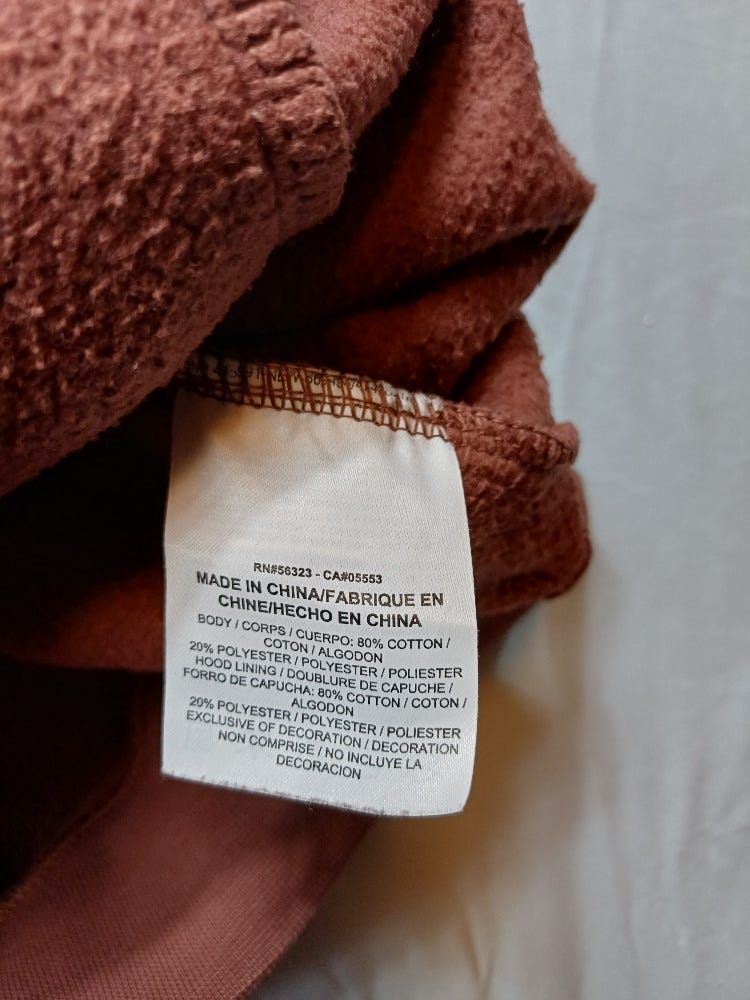 RN#56323 - CA#05553
MADE IN CHINA/FABRIQUE EN
CHINE/HECHO EN CHINA
BODY / CORPS / CUERPO: 80% COTTON /
COTON / ALGODON
20% POLYESTER / POLYESTER / POLIESTER
HOOD LINING / DOUBLURE DE CAPUCHE /
FORRO DE CAPUCHA: 80% COTTON / COTON /
ALGODON
20% POLYESTER / POLYESTER / POLIESTER
EXCLUSIVE OF DECORATION / DECORATION
NON COMPRISE / NO INCLUYE LA
DECORACION